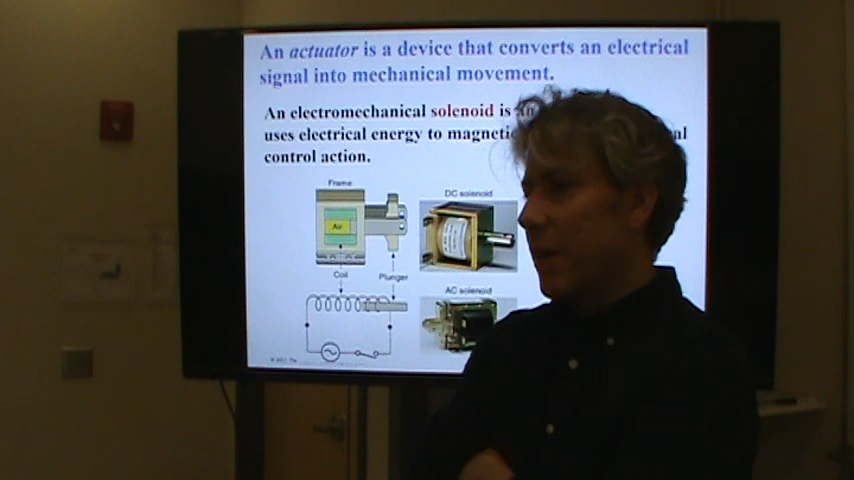 An actuator is a device that converts an electrical
signal into mechanical movement.
An electromechanical solenoid is
uses electrical energy to
control action.
Frame
DC solenoid
Air
Coil
Plunger
AC solenoid